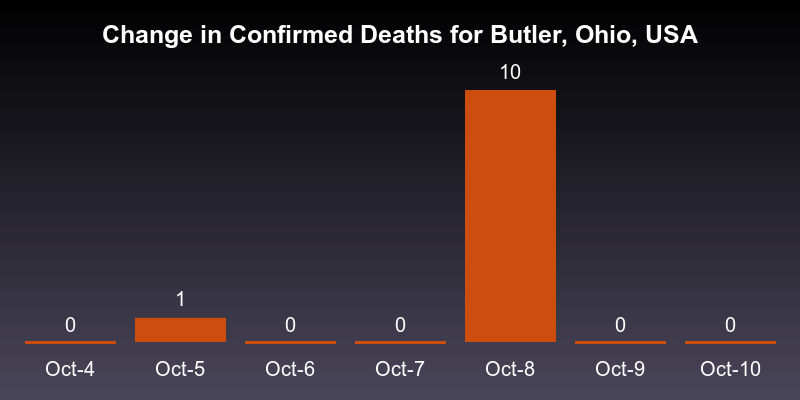 Change in Confirmed Deaths for Butler, Ohio, USA
10
1
0 0 0 0 0
Oct-4 Oct-5 Oct-6 Oct-7 Oct-8 Oct-9 Oct-10